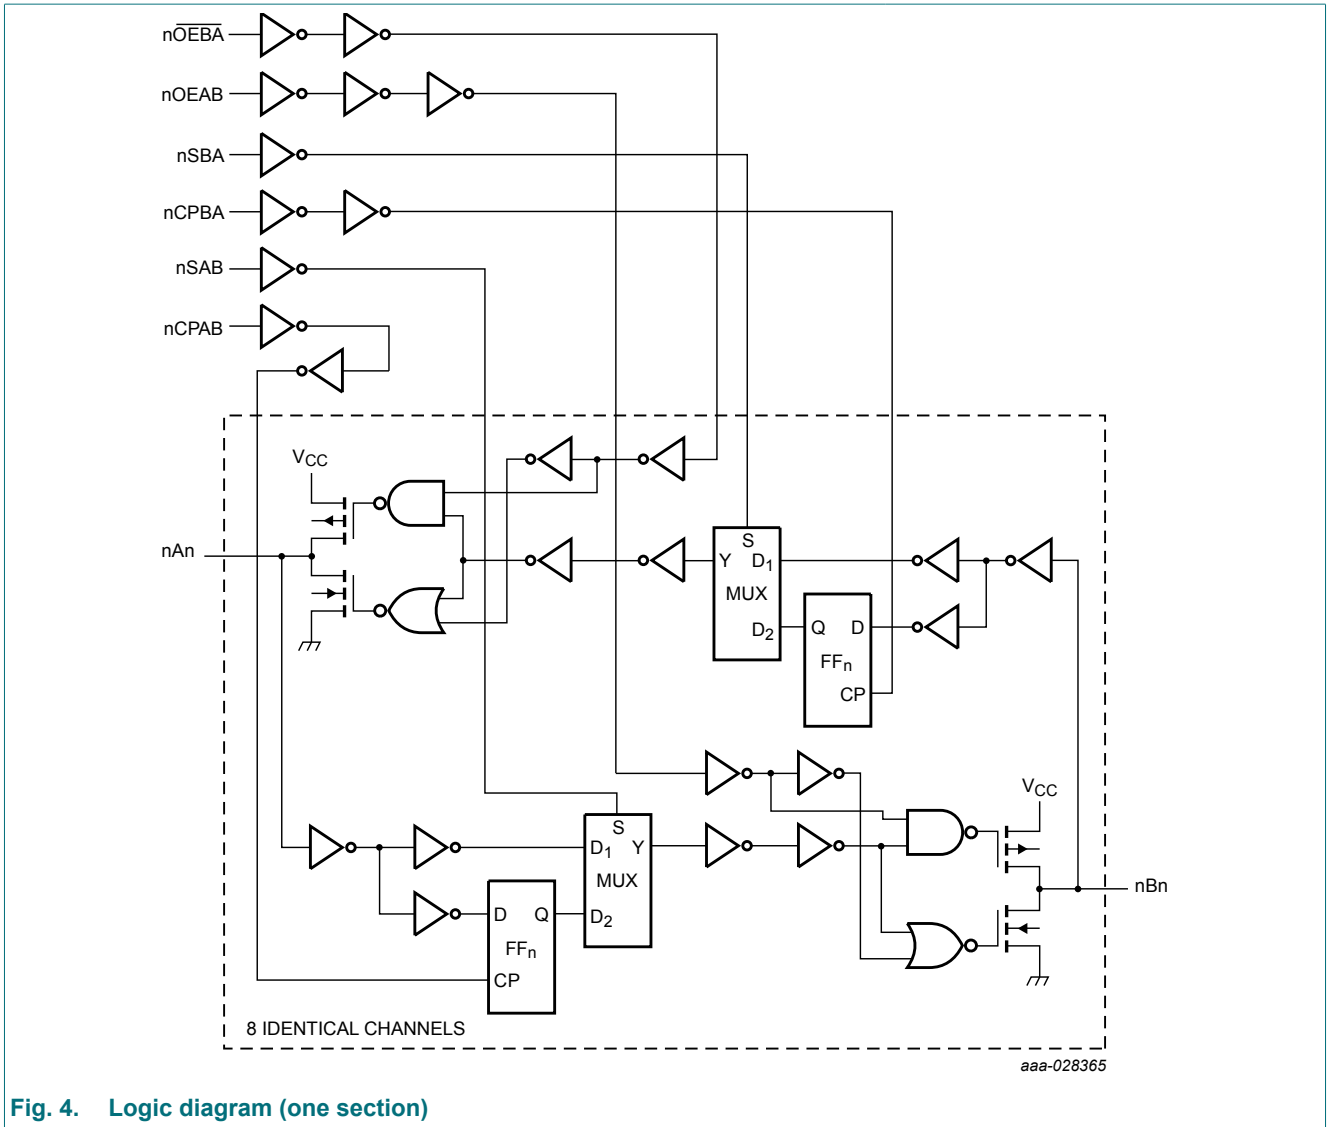 nO̅E̅B̅A̅
nOEAB
nSBA
nCPBA
nSAB
nCPAB
VCC
nAn
S
Y D1
MUX
D2
Q D
FFn
CP
VCC
S
D1 Y
MUX
D2
D Q
FFn
CP
nBn
8 IDENTICAL CHANNELS
aaa-028365
Fig. 4. Logic diagram (one section)